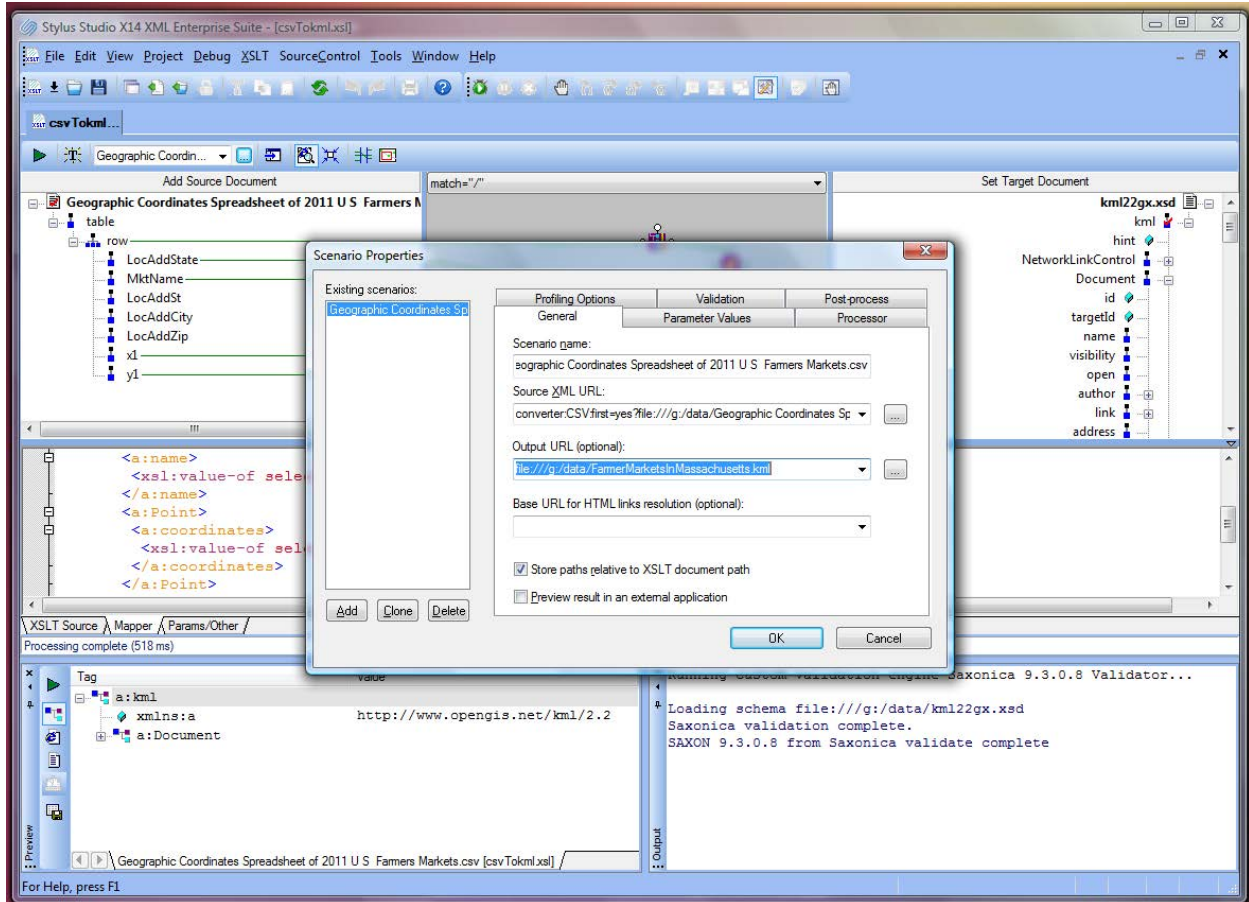 Stylus Studio X14 XML Enterprise Suite - [csvTokml.xsl]
File Edit View Project Debug XSLT SourceControl Tools Window Help
csvTokml...
Geographic Coordin...
Add Source Document
match="/"
Set Target Document
Geographic Coordinates Spreadsheet of 2011 U S Farmers M
table
row
LocAddState
MktName
LocAddSt
LocAddCity
LocAddZip
x1
y1
kml22gx.xsd
kml
hint
NetworkLinkControl
Document
id
targetId
name
visibility
open
author
link
address
Scenario Properties
Existing scenarios:
Geographic Coordinates Sp
Profiling Options
Validation
Post-process
General
Parameter Values
Processor
Scenario name:
eographic Coordinates Spreadsheet of 2011 U S Farmers Markets.csv
Source XML URL:
converter:CSV:first=yes?file:///g:/data/Geographic Coordinates Sp
...
Output URL (optional):
file:///g:/data/FarmerMarketsInMassachusetts.kml
...
Base URL for HTML links resolution (optional):
Store paths relative to XSLT document path
Preview result in an external application
Add
Clone
Delete
OK
Cancel
<a:name>
<xsl:value-of sele
</a:name>
<a:Point>
<a:coordinates>
<xsl:value-of sel
</a:coordinates>
</a:Point>
XSLT Source Mapper Params/Other
Processing complete (518 ms)
Tag
Value
a:kml
xmlns:a http://www.opengis.net/kml/2.2
a:Document
Preview
Geographic Coordinates Spreadsheet of 2011 U S Farmers Markets.csv [csvTokml.xsl]
Running custom validation engine Saxonica 9.3.0.8 Validator...
Loading schema file:///g:/data/kml22gx.xsd
Saxonica validation complete.
SAXON 9.3.0.8 from Saxonica validate complete
Output
For Help, press F1